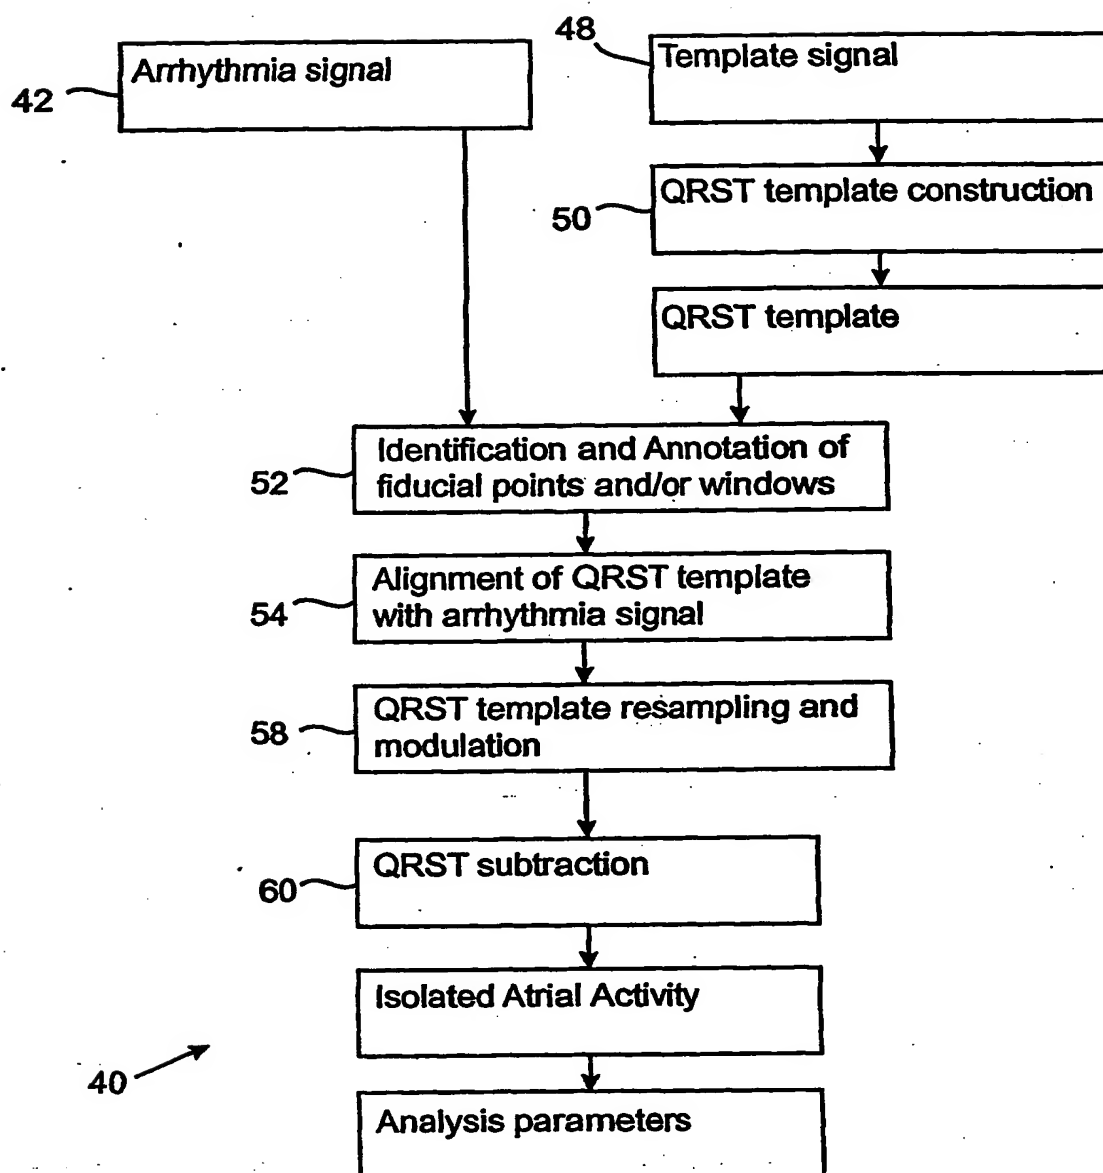 48
Arrhythmia signal
Template signal
42
QRST template construction
50
QRST template
Identification and Annotation of
fiducial points and/or windows
52
Alignment of QRST template
with arrhythmia signal
54
QRST template resampling and
modulation
58
QRST subtraction
60
Isolated Atrial Activity
40
Analysis parameters